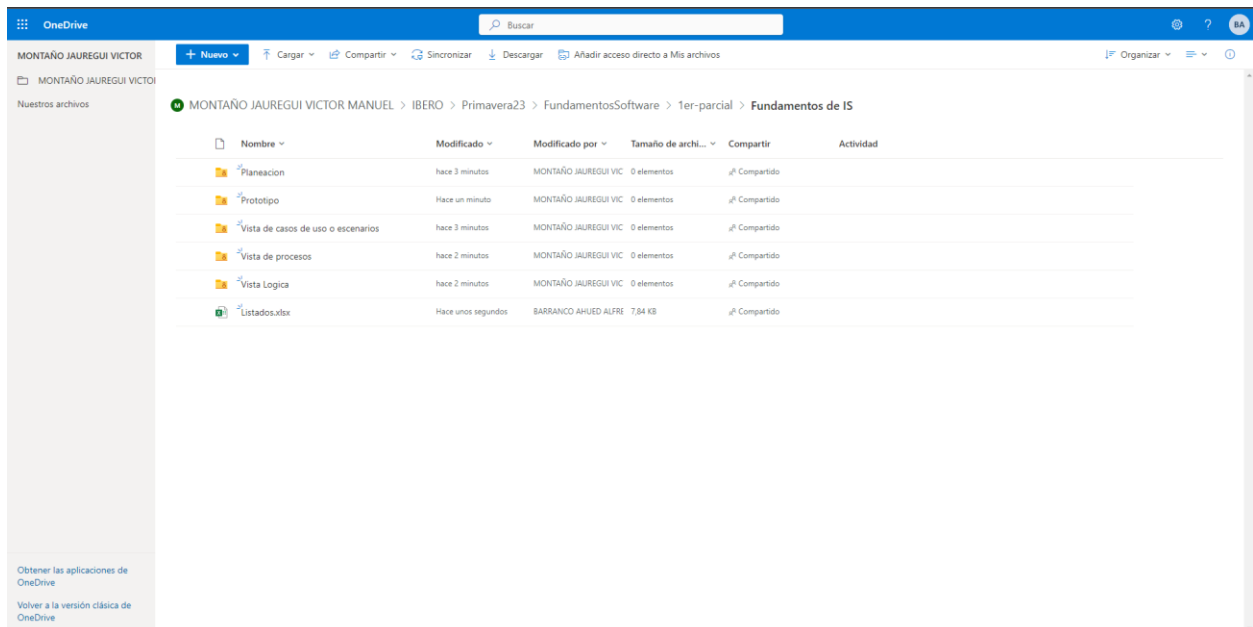 OneDrive Buscar ? BA
MONTAÑO JAUREGUI VICTOR + Nuevo Cargar Compartir Sincronizar Descargar Añadir acceso directo a Mis archivos Organizar
MONTAÑO JAUREGUI VICTOI
Nuestros archivos
M MONTAÑO JAUREGUI VICTOR MANUEL > IBERO > Primavera23 > FundamentosSoftware > 1er-parcial > Fundamentos de IS
Nombre Modificado Modificado por Tamaño de archi... Compartir Actividad
Planeacion hace 3 minutos MONTAÑO JAUREGUI VIC 0 elementos Compartido
Prototipo Hace un minuto MONTAÑO JAUREGUI VIC 0 elementos Compartido
Vista de casos de uso o escenarios hace 3 minutos MONTAÑO JAUREGUI VIC 0 elementos Compartido
Vista de procesos hace 2 minutos MONTAÑO JAUREGUI VIC 0 elementos Compartido
Vista Logica hace 2 minutos MONTAÑO JAUREGUI VIC 0 elementos Compartido
Listados.xlsx Hace unos segundos BARRANCO AHUED ALFRE 7,84 KB Compartido
Obtener las aplicaciones de
OneDrive
Volver a la versión clásica de
OneDrive